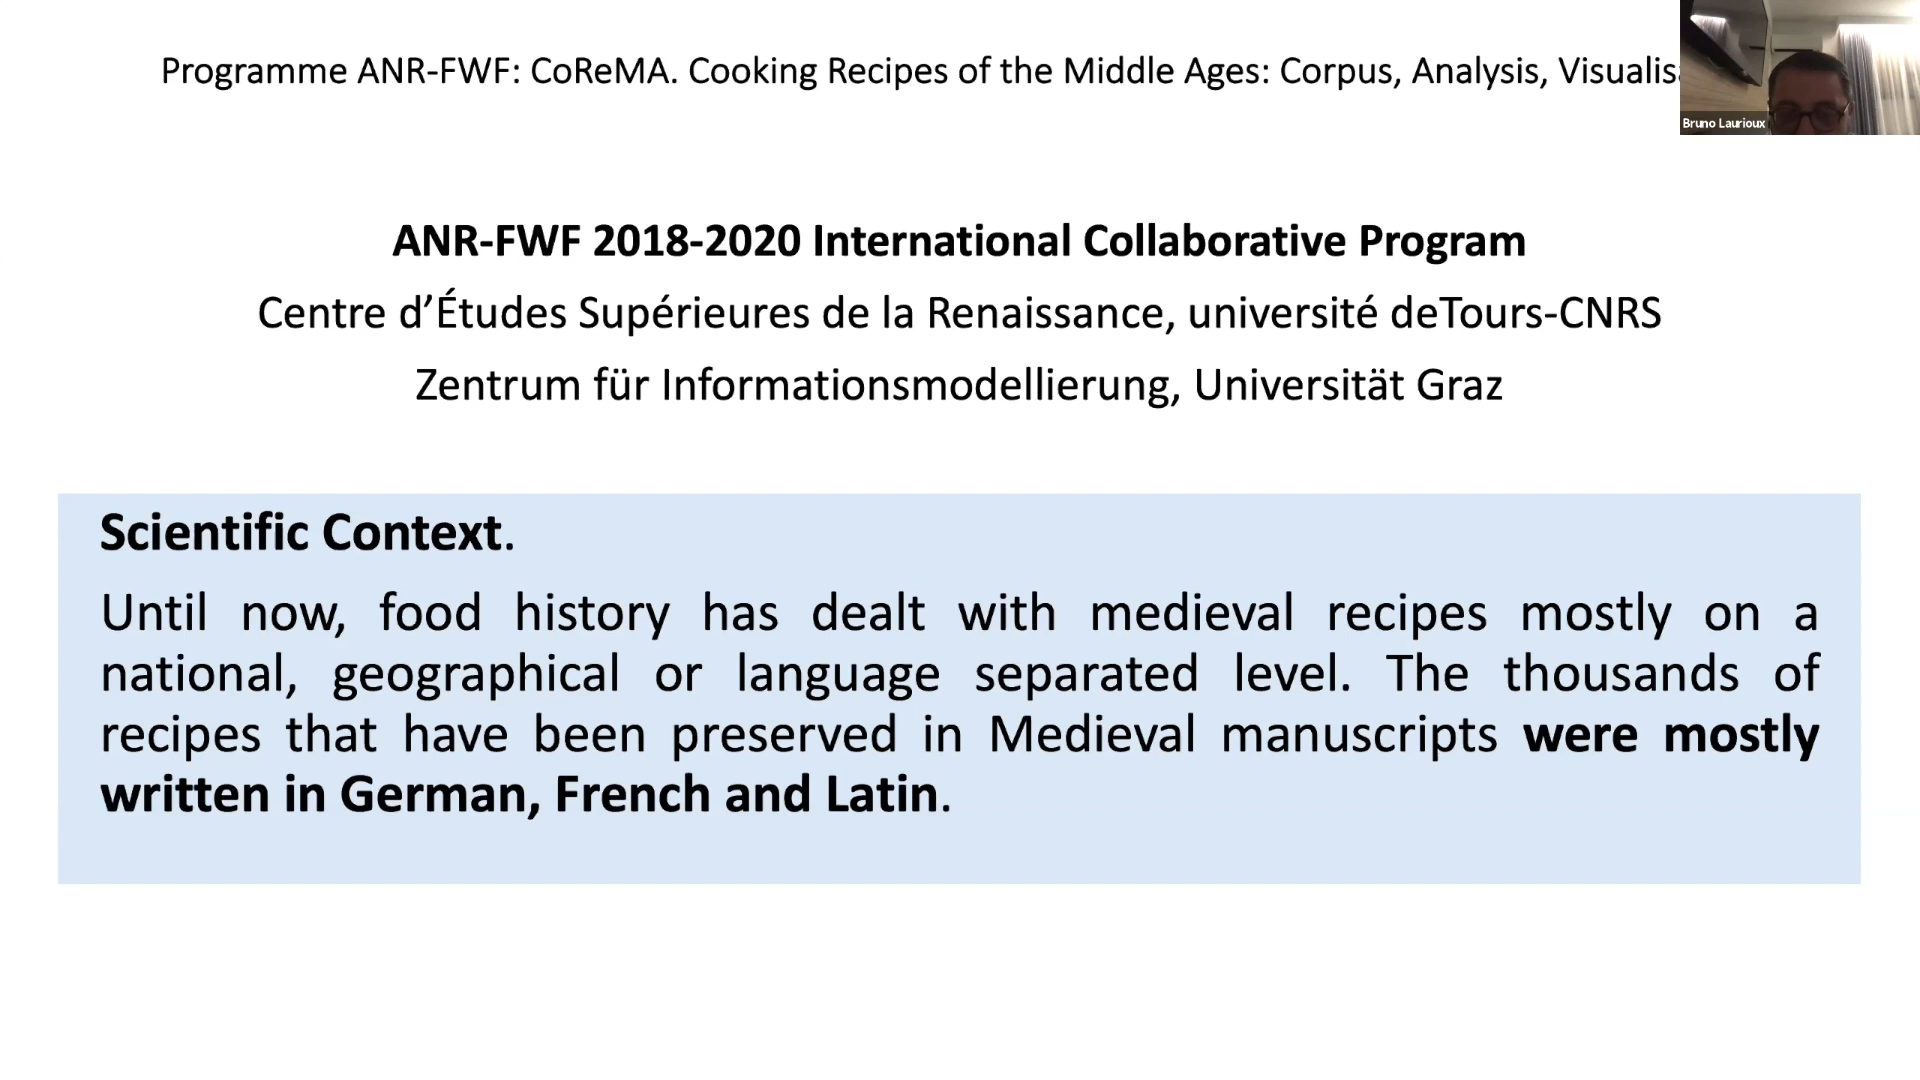 Programme ANR-FWF: CoReMA. Cooking Recipes of the Middle Ages: Corpus, Analysis,
Bruno Laurioux
ANR-FWF 2018-2020 International Collaborative Program
Centre d’Études Supérieures de la Renaissance, université deTours-CNRS
Zentrum für Informationsmodellierung, Universität Graz
Scientific Context.
Until now, food history has dealt with medieval recipes mostly on a
national, geographical or language separated level. The thousands of
recipes that have been preserved in Medieval manuscripts were mostly
written in German, French and Latin.